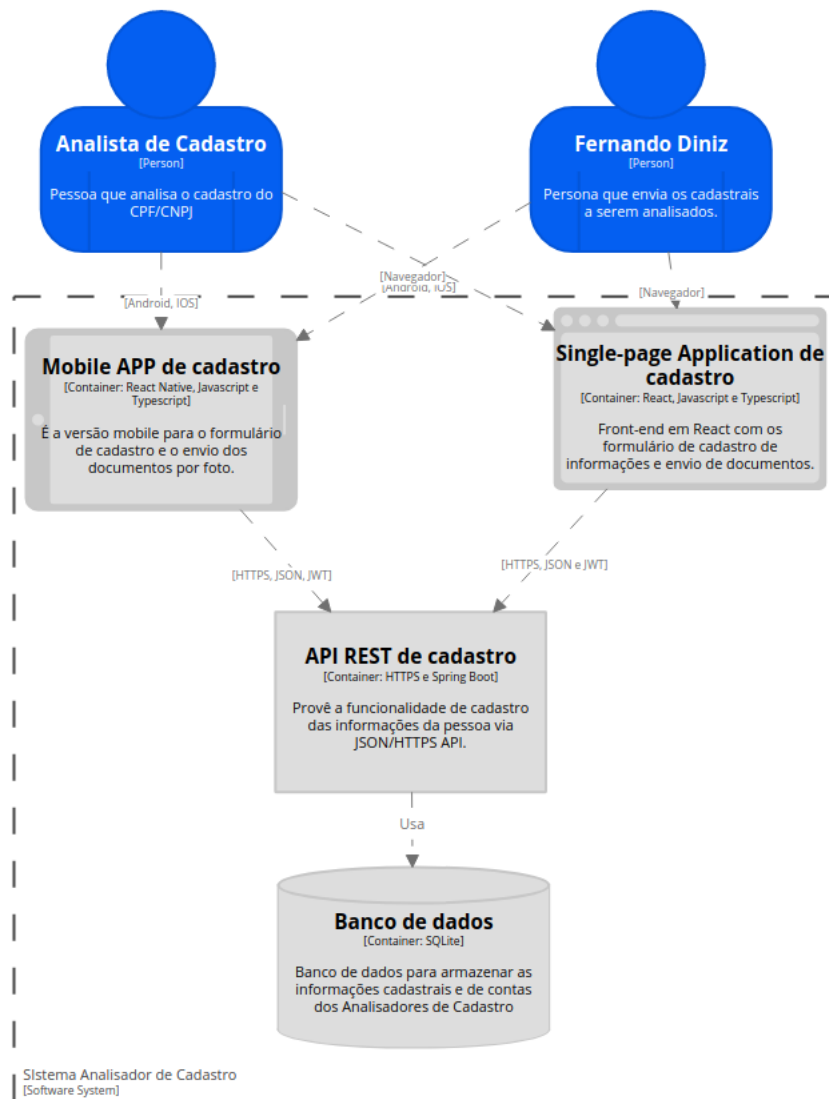 Analista de Cadastro
[Person]
Pessoa que analisa o cadastro do
CPF/CNPJ
Fernando Diniz
[Person]
Persona que envia os cadastrais
a serem analisados.
[Navegador]
[Android, IOS]
[Android, IOS]
[Navegador]
Mobile APP de cadastro
[Container: React Native, Javascript e
Typescript]
É a versão mobile para o formulário
de cadastro e o envio dos
documentos por foto.
Single-page Application de
cadastro
[Container: React, Javascript e Typescript]
Front-end em React com os
formulário de cadastro de
informações e envio de documentos.
[HTTPS, JSON, JWT]
[HTTPS, JSON e JWT]
API REST de cadastro
[Container: HTTPS e Spring Boot]
Provê a funcionalidade de cadastro
das informações da pessoa via
JSON/HTTPS API.
Usa
Banco de dados
[Container: SQLite]
Banco de dados para armazenar as
informações cadastrais e de contas
dos Analisadores de Cadastro
SIstema Analisador de Cadastro
[Software System]